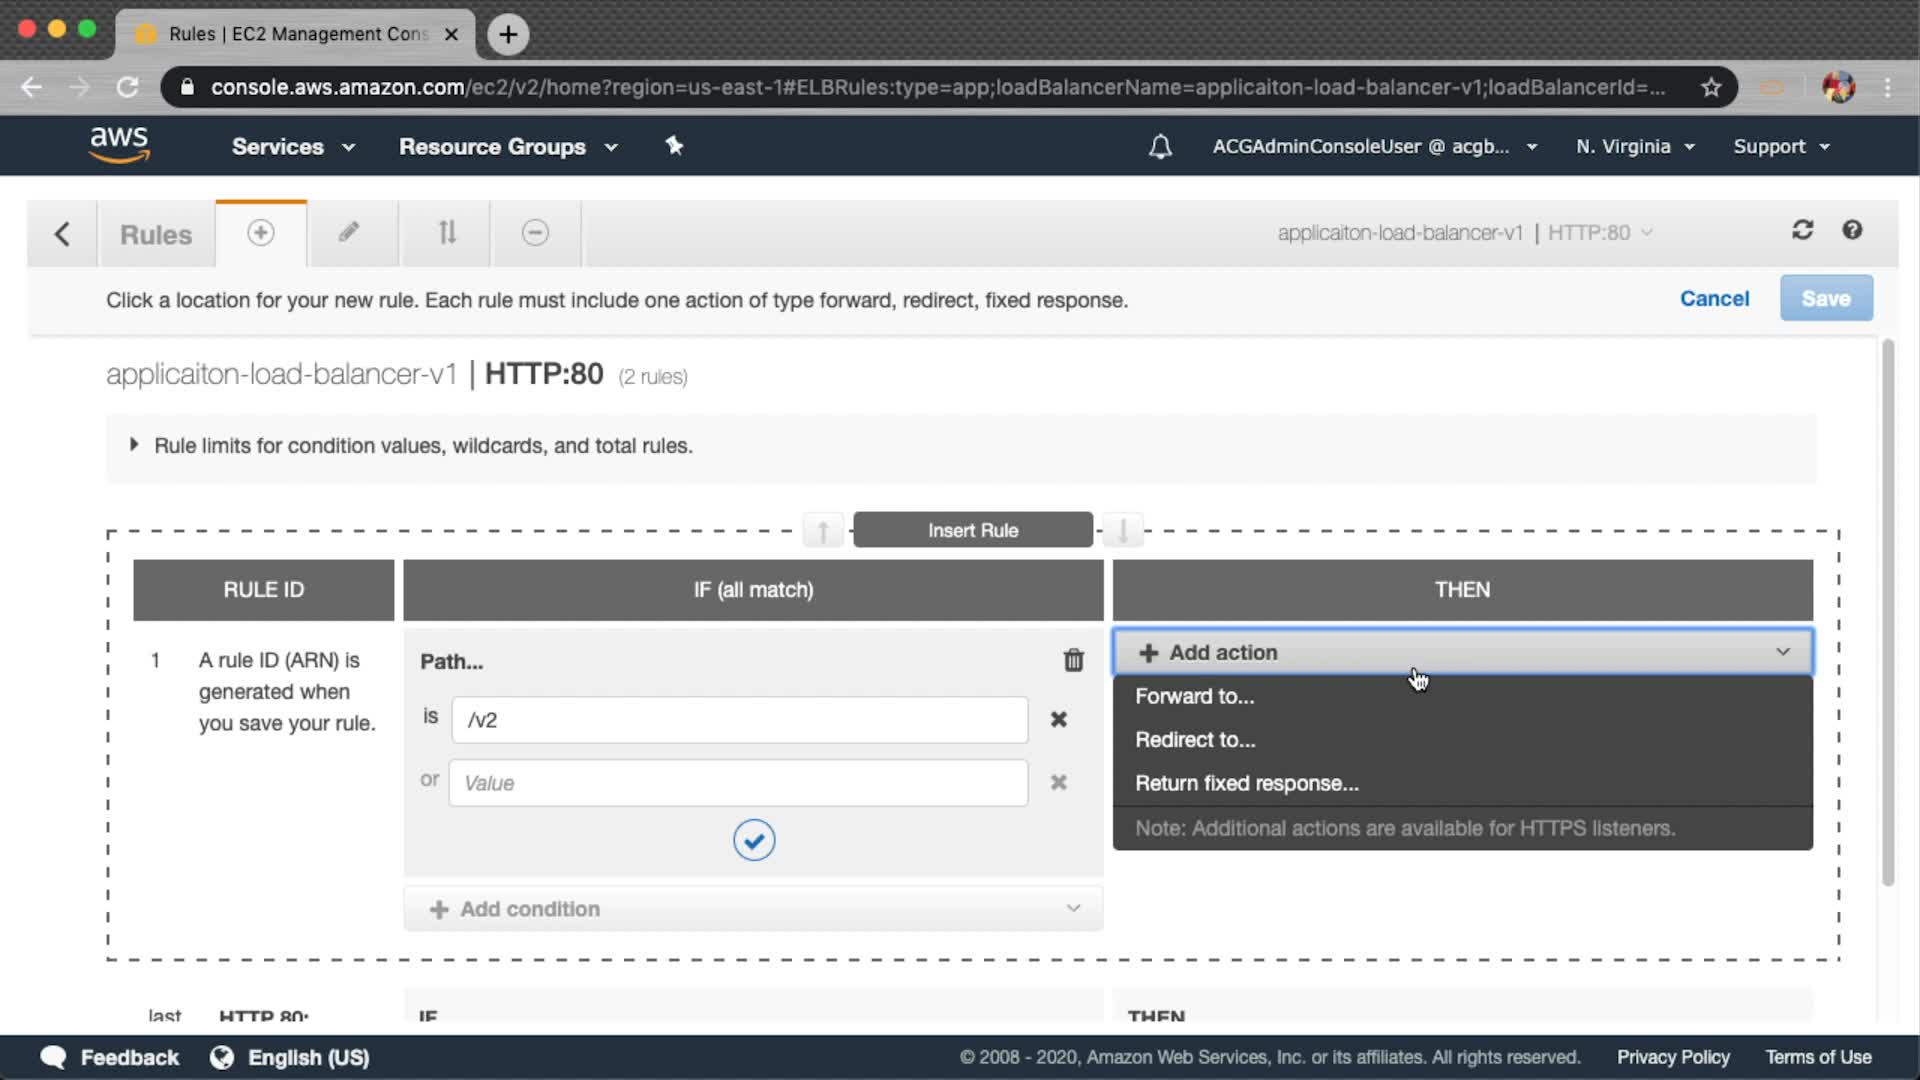 Rules | EC2 Management Cons
console.aws.amazon.com/ec2/v2/home?region=us-east-1#ELBRules:type=app;loadBalancerName=applicaiton-load-balancer-v1;loadBalancerId=...
aws Services Resource Groups ACGAdminConsoleUser @ acgb... N. Virginia Support
Rules applicaiton-load-balancer-v1 | HTTP:80
Click a location for your new rule. Each rule must include one action of type forward, redirect, fixed response. Cancel Save
applicaiton-load-balancer-v1 | HTTP:80 (2 rules)
Rule limits for condition values, wildcards, and total rules.
Insert Rule
RULE ID IF (all match) THEN
1 A rule ID (ARN) is
generated when
you save your rule.
Path...
is /v2
or Value
Add condition
Add action
Forward to...
Redirect to...
Return fixed response...
Note: Additional actions are available for HTTPS listeners.
last HTTP 80: IF THEN
Feedback English (US) © 2008 - 2020, Amazon Web Services, Inc. or its affiliates. All rights reserved. Privacy Policy Terms of Use